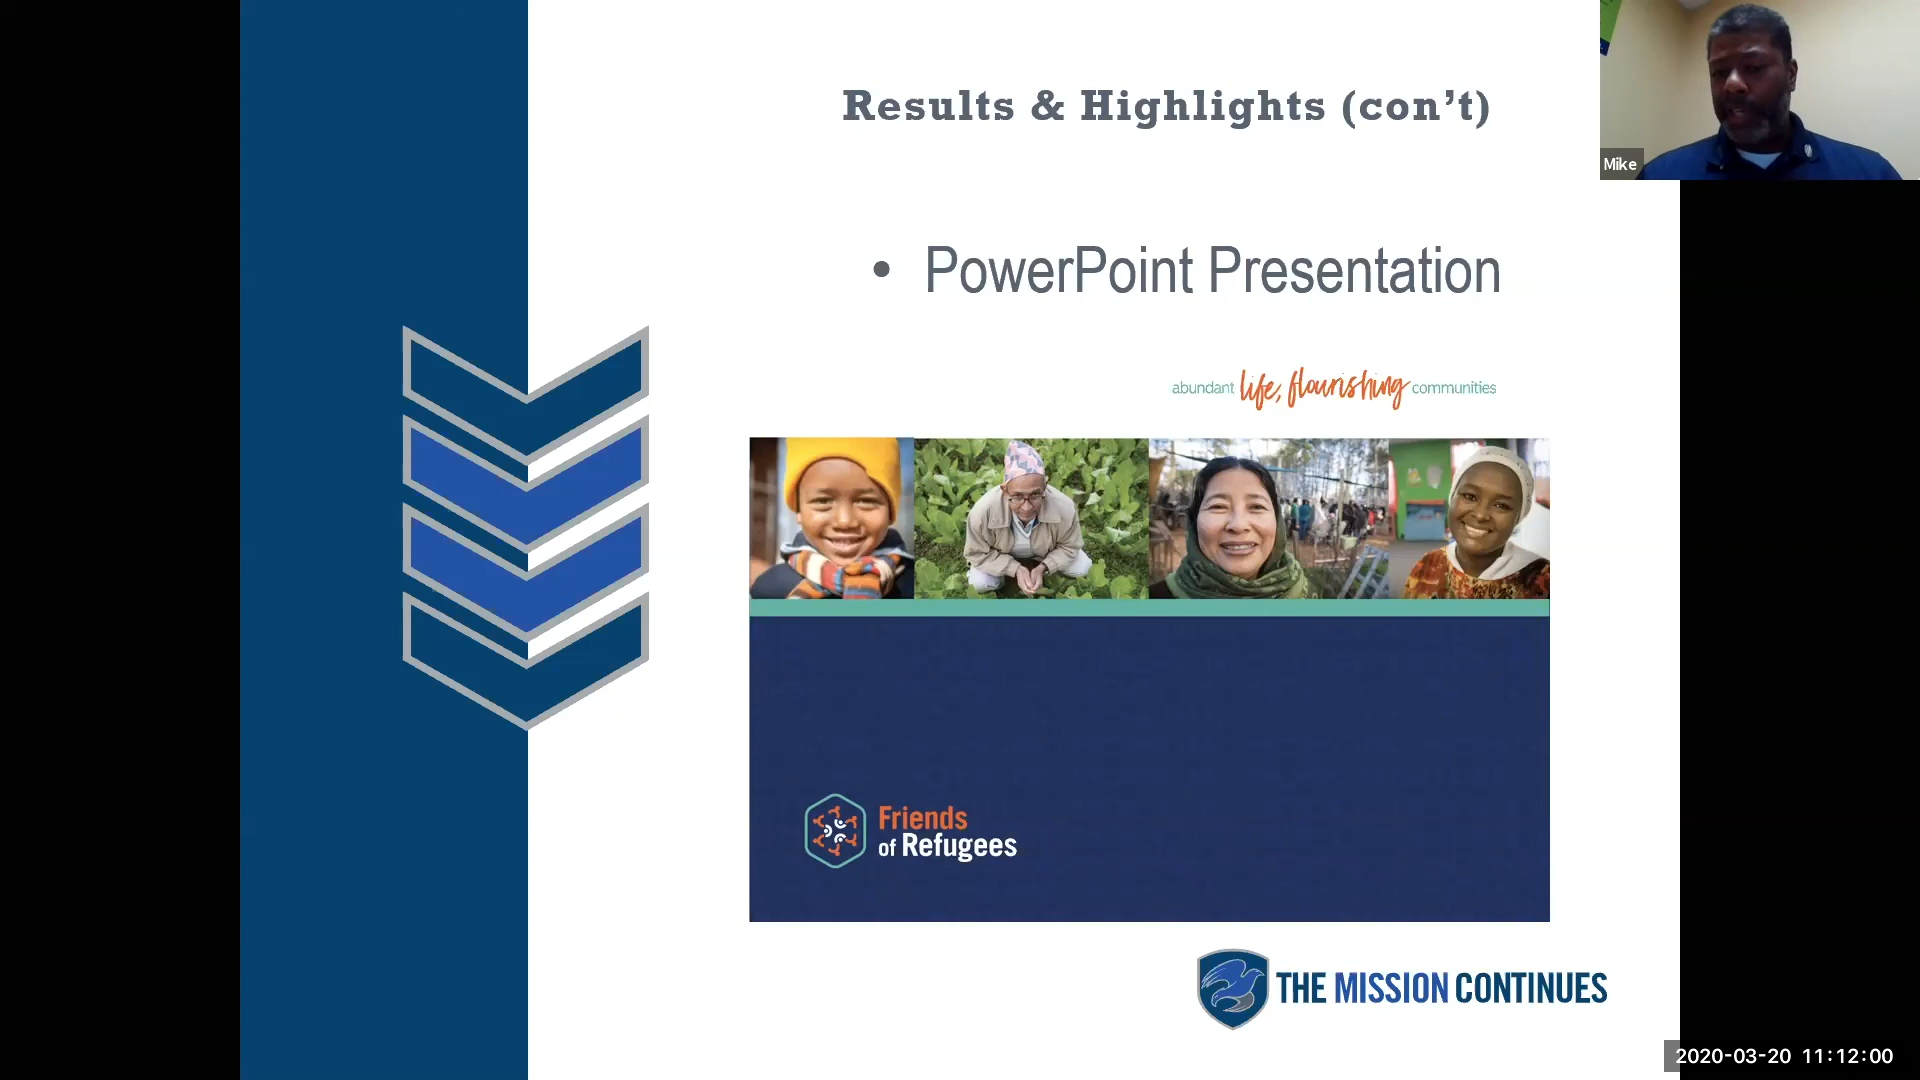 Results & Highlights (con’t)
Mike
• PowerPoint Presentation
abundant life, flourishing communities
Friends
of Refugees
THE MISSION CONTINUES
2020-03-20 11:12:00